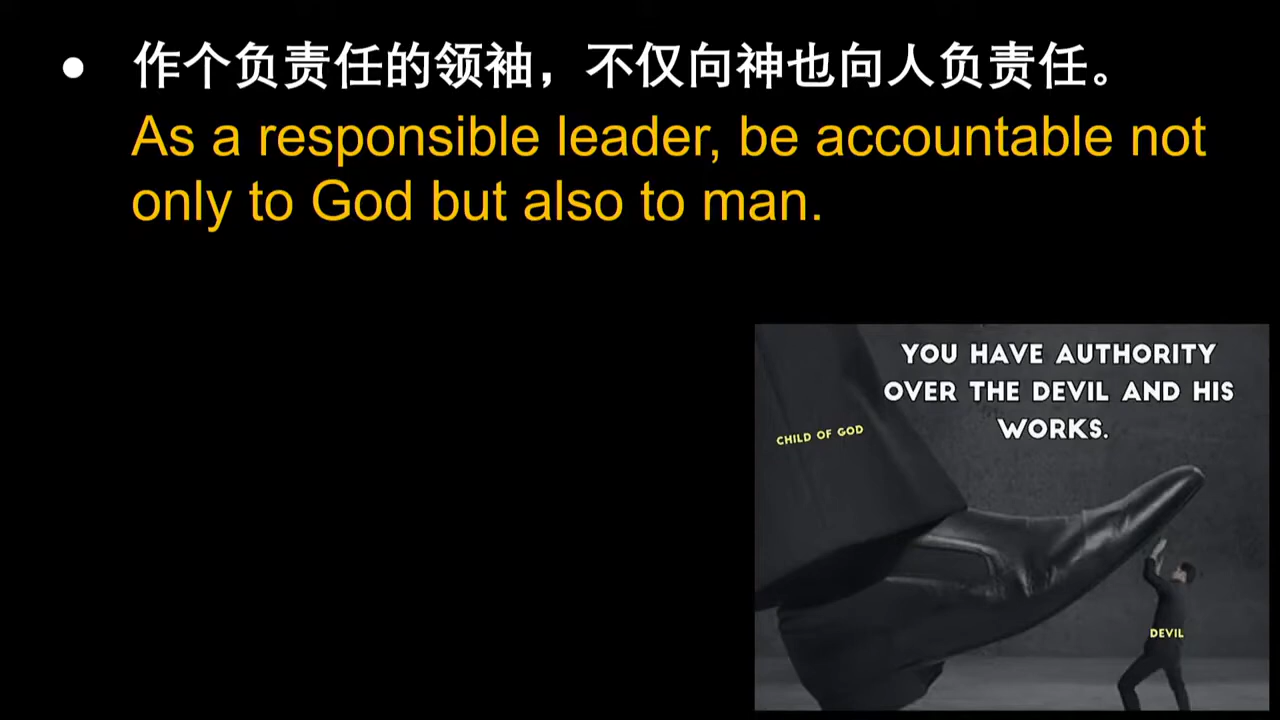 ● 作个负责任的领袖，不仅向神也向人负责任。
As a responsible leader, be accountable not
only to God but also to man.
YOU HAVE AUTHORITY
OVER THE DEVIL AND HIS
WORKS.
CHILD OF GOD
DEVIL